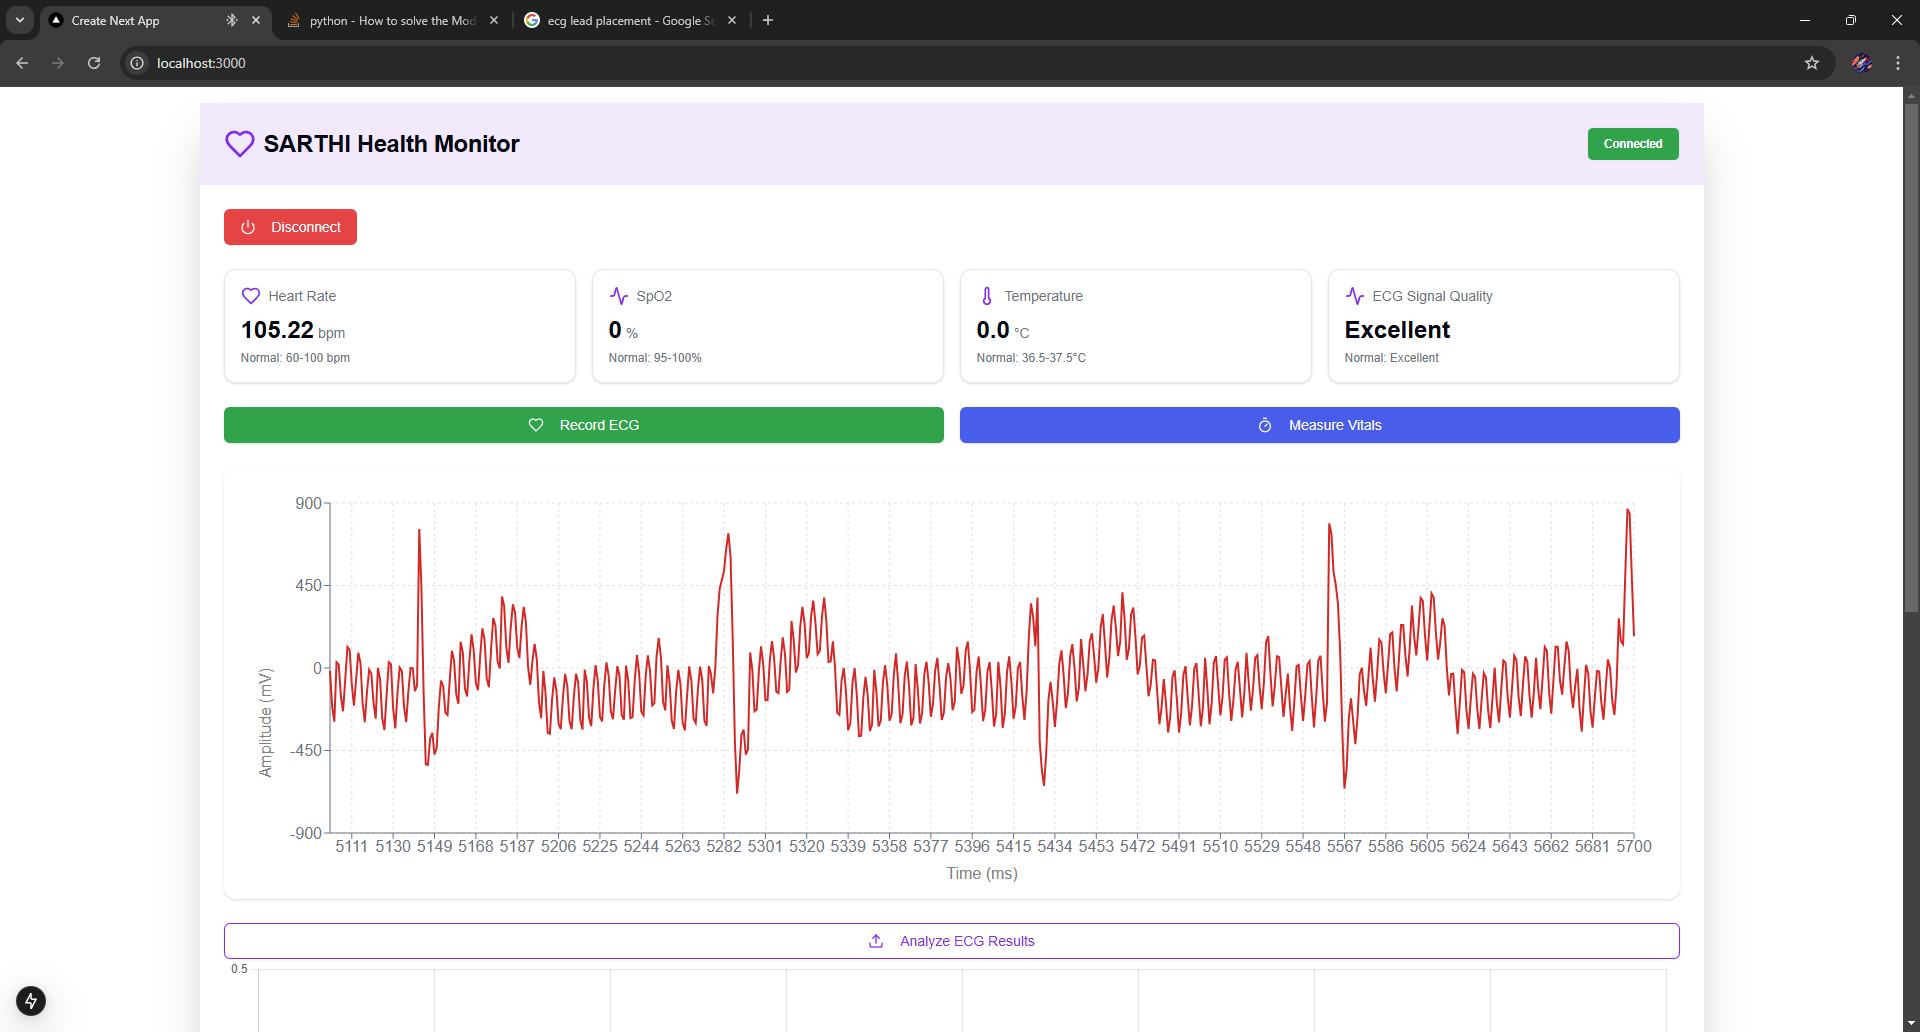 Create Next App
python - How to solve the Mod
ecg lead placement - Google Se
localhost:3000
SARTHI Health Monitor
Connected
Disconnect
Heart Rate
105.22 bpm
Normal: 60-100 bpm
SpO2
0 %
Normal: 95-100%
Temperature
0.0 °C
Normal: 36.5-37.5°C
ECG Signal Quality
Excellent
Normal: Excellent
Record ECG
Measure Vitals
900
450
0
-450
-900
Amplitude (mV)
5111 5130 5149 5168 5187 5206 5225 5244 5263 5282 5301 5320 5339 5358 5377 5396 5415 5434 5453 5472 5491 5510 5529 5548 5567 5586 5605 5624 5643 5662 5681 5700
Time (ms)
Analyze ECG Results
0.5